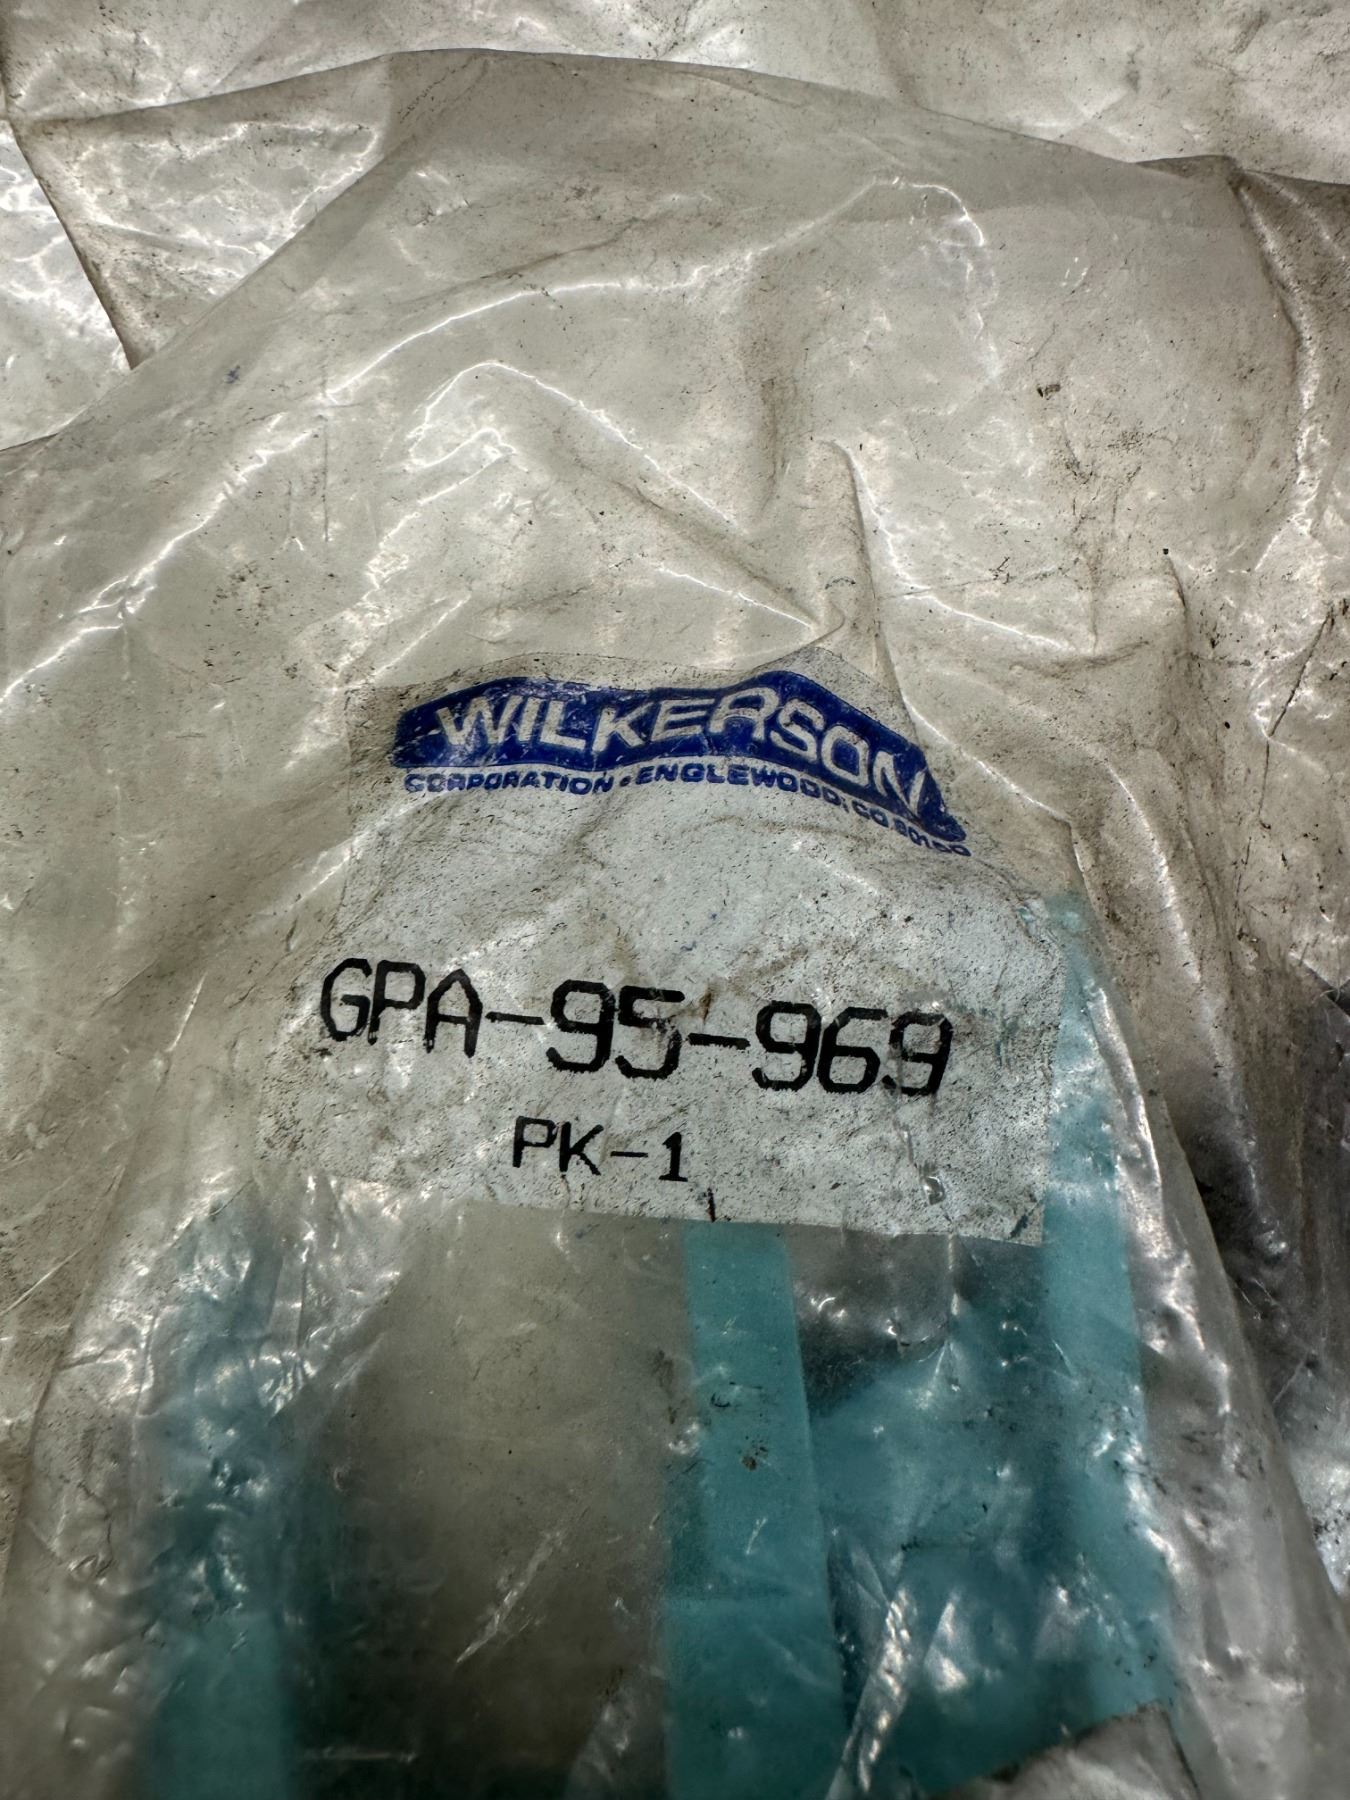 WILKERSON
CORPORATION • ENGLEWOOD, CO
GPA-95-969
PK-1